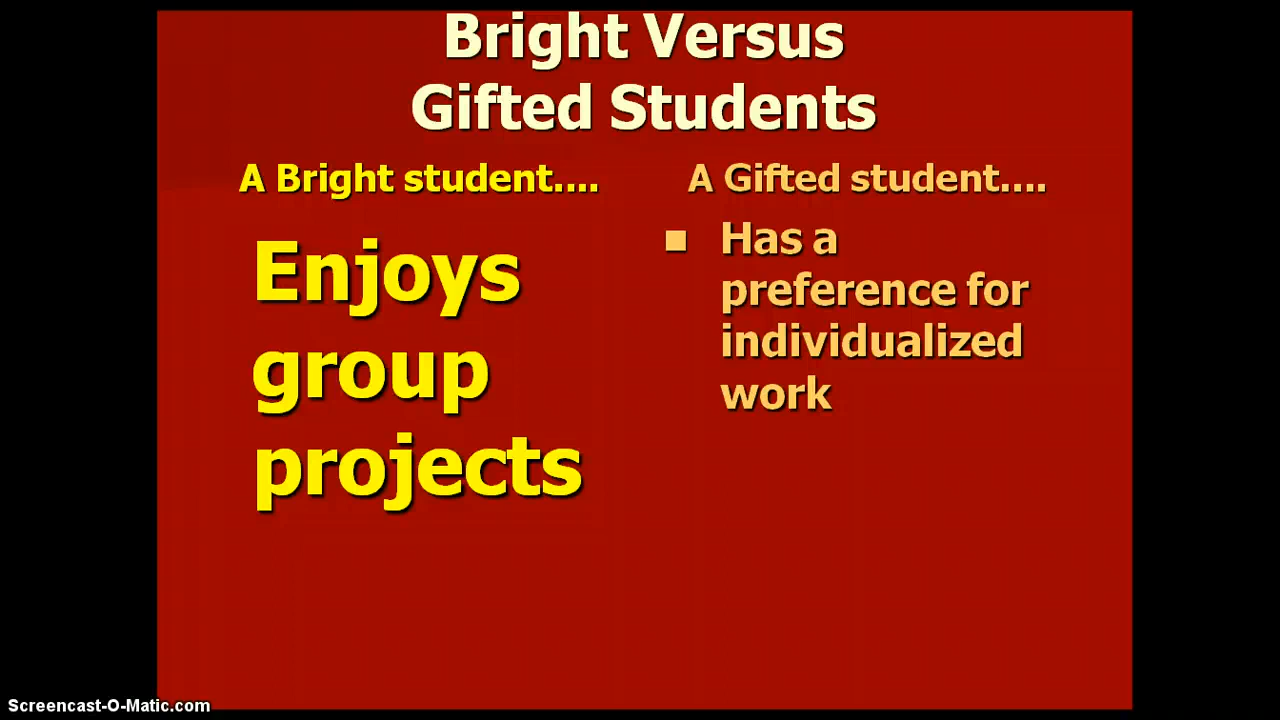 Bright Versus
Gifted Students
A Bright student....
Enjoys
group
projects
A Gifted student....
Has a
preference for
individualized
work
Screencast-O-Matic.com